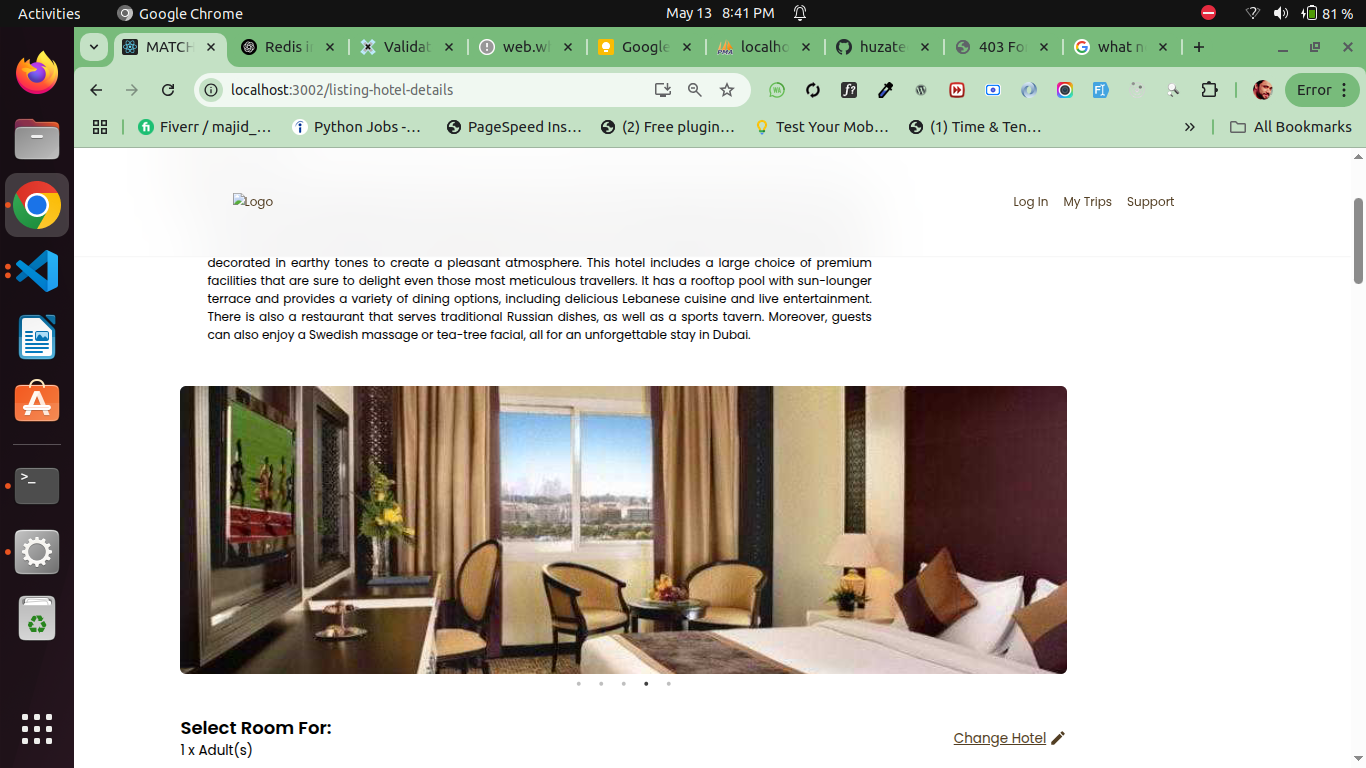 Activities
Google Chrome
May 13 8:41 PM
81 %
MATCH
Redis i
Validat
web.w
Google
localho
huzate
403 Fo
what n
localhost:3002/listing-hotel-details
Error
Fiverr / majid_...
Python Jobs -...
PageSpeed Ins...
(2) Free plugin...
Test Your Mob...
(1) Time & Ten...
All Bookmarks
Logo
Log In
My Trips
Support
decorated in earthy tones to create a pleasant atmosphere. This hotel includes a large choice of premium
facilities that are sure to delight even those most meticulous travellers. It has a rooftop pool with sun-lounger
terrace and provides a variety of dining options, including delicious Lebanese cuisine and live entertainment.
There is also a restaurant that serves traditional Russian dishes, as well as a sports tavern. Moreover, guests
can also enjoy a Swedish massage or tea-tree facial, all for an unforgettable stay in Dubai.
Select Room For:
1 x Adult(s)
Change Hotel